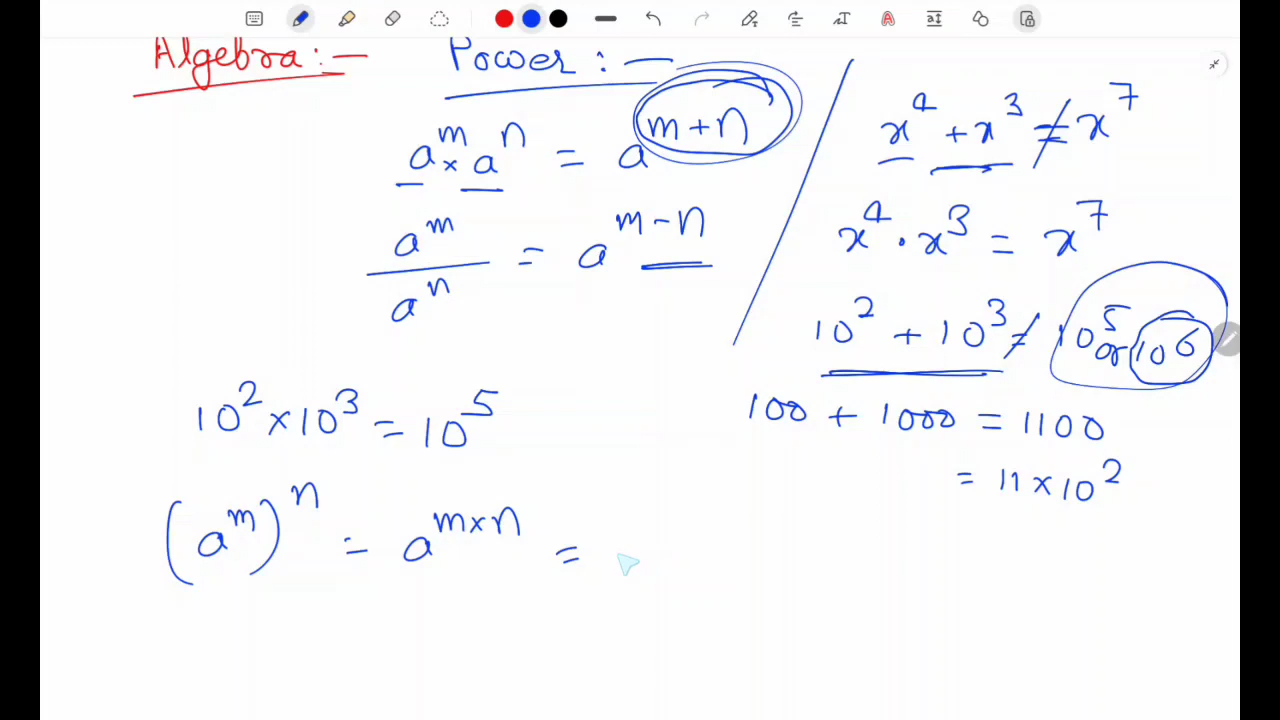 Algebra :— Power :—
a^m × a^n = a^(m+n)
a^m / a^n = a^(m-n)
10^2 × 10^3 = 10^5
(a^m)^n = a^(m×n) =
x^4 + x^3 ≠ x^7
x^4 · x^3 = x^7
10^2 + 10^3 ≠ 10^5 or 10^6
100 + 1000 = 1100
= 11 × 10^2